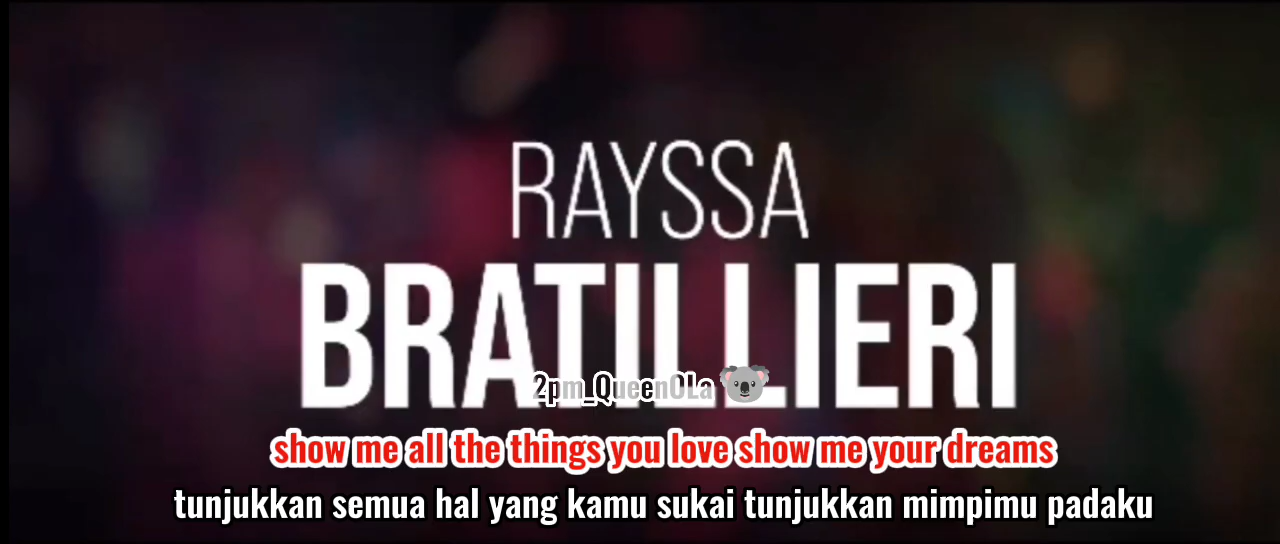 RAYSSA
BRATILLIERI
2pm_QueenOLa
show me all the things you love show me your dreams
tunjukkan semua hal yang kamu sukai tunjukkan mimpimu padaku